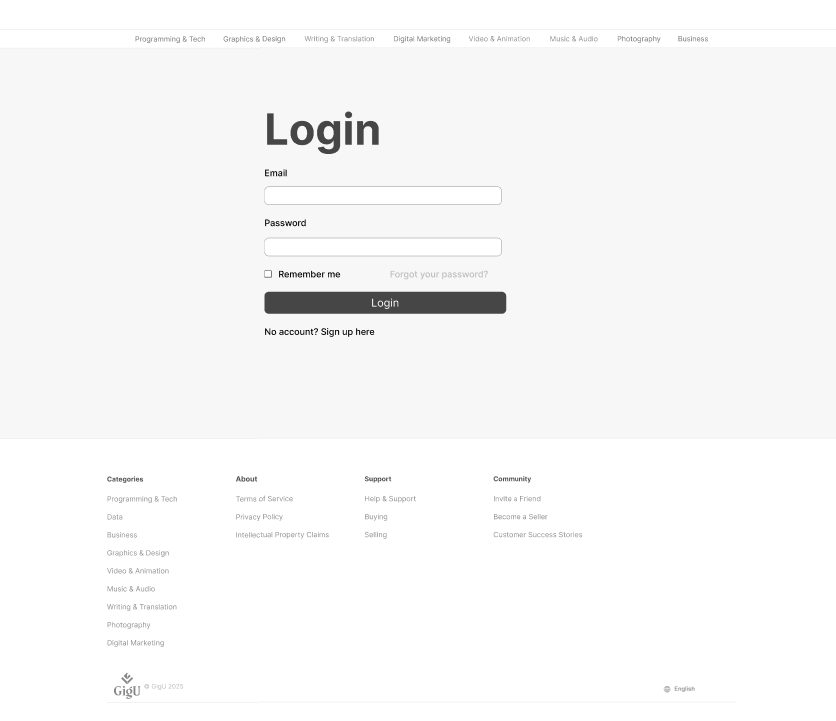 Programming & Tech Graphics & Design Writing & Translation Digital Marketing Video & Animation Music & Audio Photography Business
Login
Email
Password
Remember me Forgot your password?
Login
No account? Sign up here
Categories About Support Community
Programming & Tech Terms of Service Help & Support Invite a Friend
Data Privacy Policy Buying Become a Seller
Business Intellectual Property Claims Selling Customer Success Stories
Graphics & Design
Video & Animation
Music & Audio
Writing & Translation
Photography
Digital Marketing
GigU © GigU 2025 English